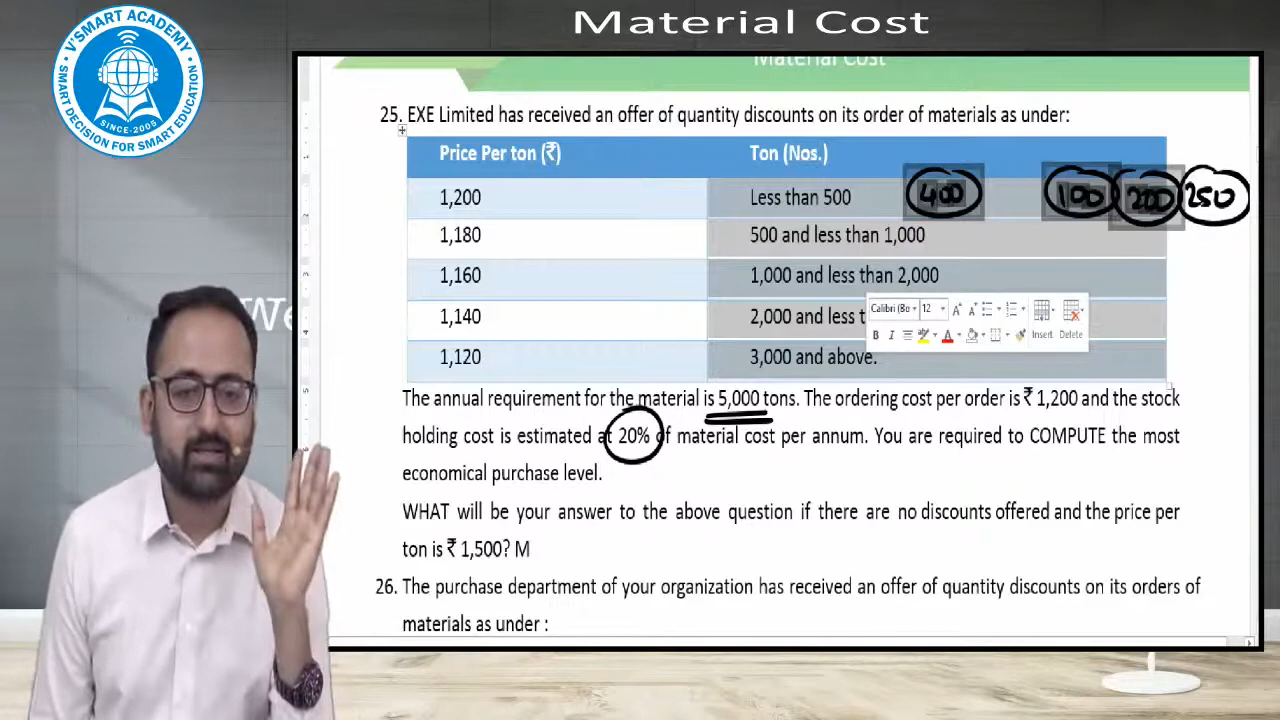 Material Cost
V'SMART ACADEMY
SINCE-2005
SMART DECISION FOR SMART EDUCATION
Material Cost
25. EXE Limited has received an offer of quantity discounts on its order of materials as under:
Price Per ton (₹) Ton (Nos.)
1,200 Less than 500 400 100 200 250
1,180 500 and less than 1,000
1,160 1,000 and less than 2,000
1,140 2,000 and less
1,120 3,000 and above.
Calibri (Bo 12
B I Insert Delete
We
The annual requirement for the material is 5,000 tons. The ordering cost per order is ₹ 1,200 and the stock
holding cost is estimated at 20% of material cost per annum. You are required to COMPUTE the most
economical purchase level.
WHAT will be your answer to the above question if there are no discounts offered and the price per
ton is ₹ 1,500? M
26. The purchase department of your organization has received an offer of quantity discounts on its orders of
materials as under :